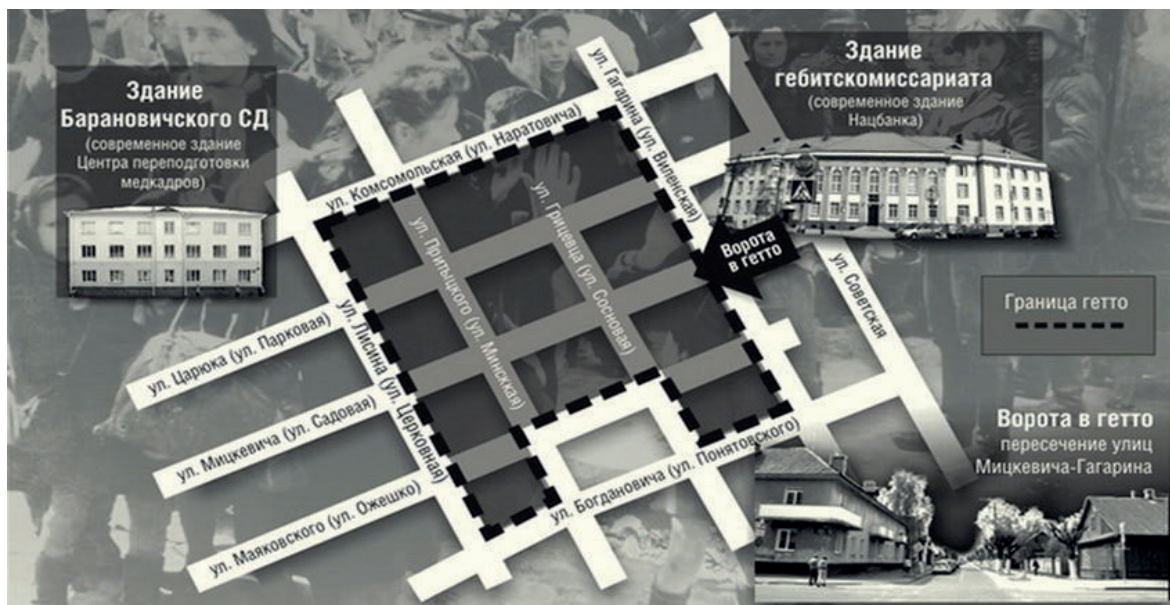 Здание
Барановичского СД
(современное здание
Центра переподготовки
медкадров)
ул. Комсомольская (ул. Наратовича)
ул. Гагарина (ул. Виленская)
Здание
гебитскомиссариата
(современное здание
Нацбанка)
ул. Притыцкого (ул. Минсккая)
ул. Грицевца (ул. Сосновая)
Ворота
в гетто
ул. Советская
Граница гетто
ул. Лисина (ул. Церковная)
ул. Царюка (ул. Парковая)
ул. Мицкевича (ул. Садовая)
ул. Маяковского (ул. Ожешко)
ул. Богдановича (ул. Понятовского)
Ворота в гетто
пересечение улиц
Мицкевича-Гагарина